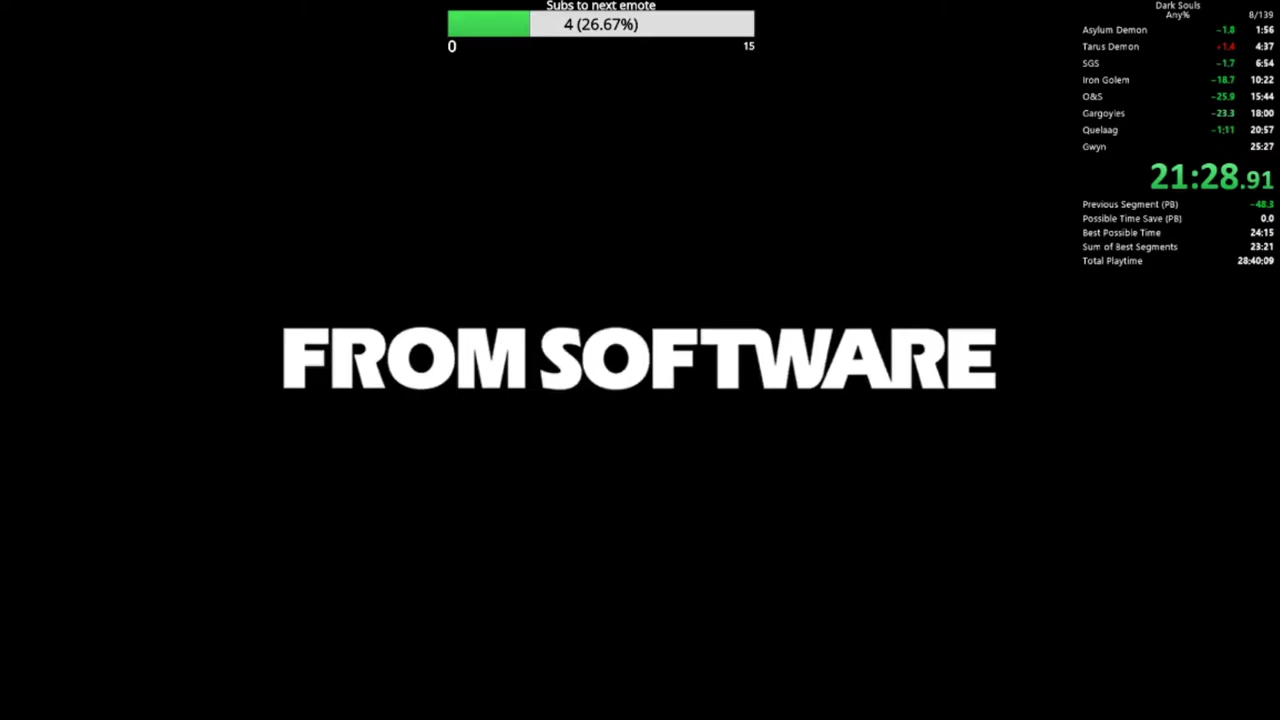 Subs to next emote
4 (26.67%)
0 15
Dark Souls
Any% 8/139
Asylum Demon -1.8 1:56
Tarus Demon +1.4 4:37
SGS -1.7 6:54
Iron Golem -18.7 10:22
O&S -25.9 15:44
Gargoyles -23.3 18:00
Quelaag -1:11 20:57
Gwyn 25:27
21:28.91
Previous Segment (PB) -48.3
Possible Time Save (PB) 0.0
Best Possible Time 24:15
Sum of Best Segments 23:21
Total Playtime 28:40:09
FROM SOFTWARE